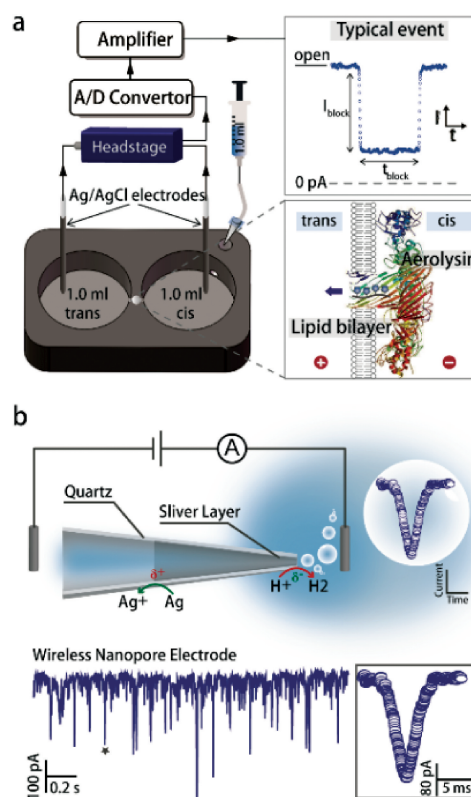 a
Amplifier
A/D Convertor
Headstage
1.0 ml
Ag/AgCl electrodes
1.0 ml
trans
1.0 ml
cis
Typical event
open
I block
t block
I
t
0 pA
trans
cis
Aerolysin
Lipid bilayer
+
−
b
A
Quartz
Sliver Layer
δ+
Ag+ Ag
H+ δ- H2
Current
Time
Wireless Nanopore Electrode
100 pA
0.2 s
80 pA
5 ms